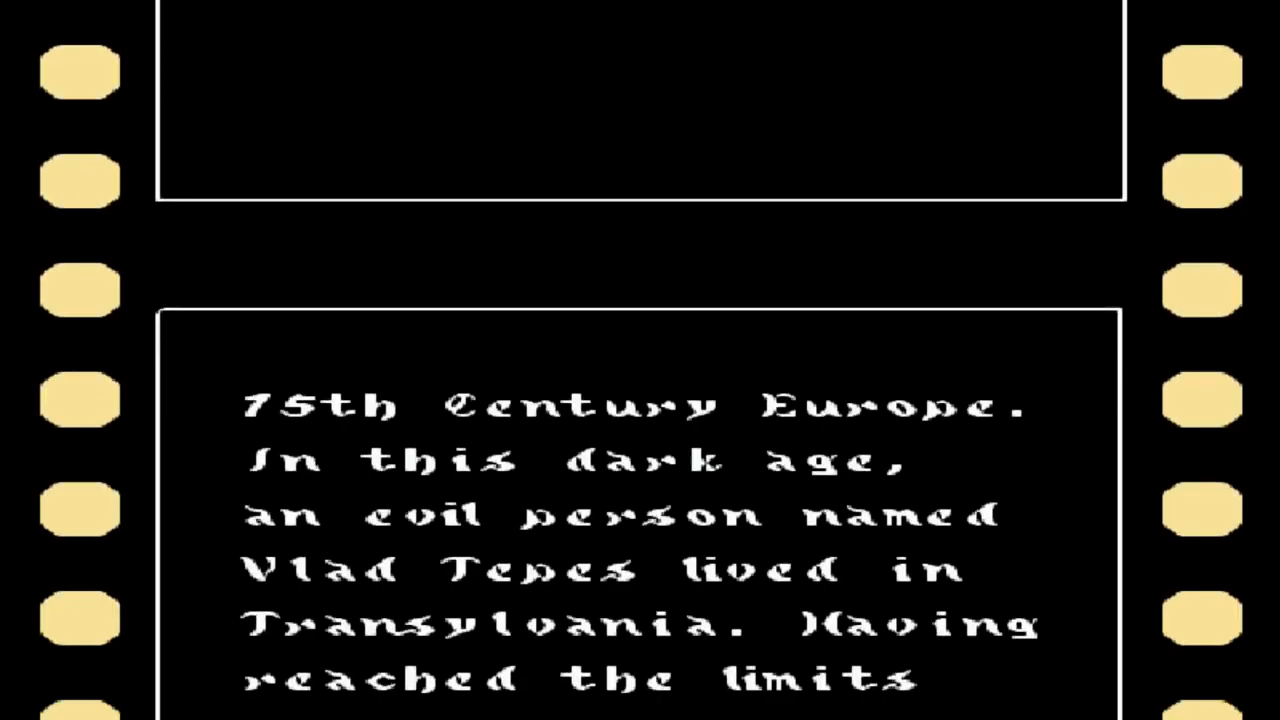 15th Century Europe.
In this dark age,
an evil person named
Vlad Tepes lived in
Transylvania. Having
reached the limits